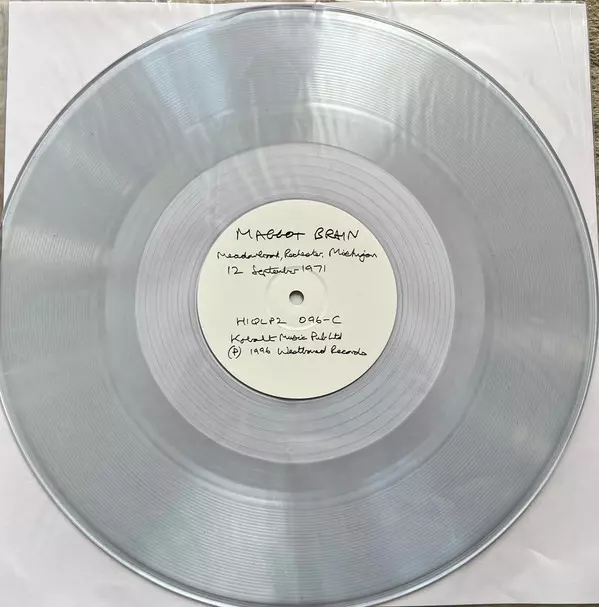 MAGGOT BRAIN
Meadowbrook, Rochester, Michigan
12 September 1971
HIQLP2 096-C
Kobalt Music Pub Ltd
(P) 1996 Westbound Records